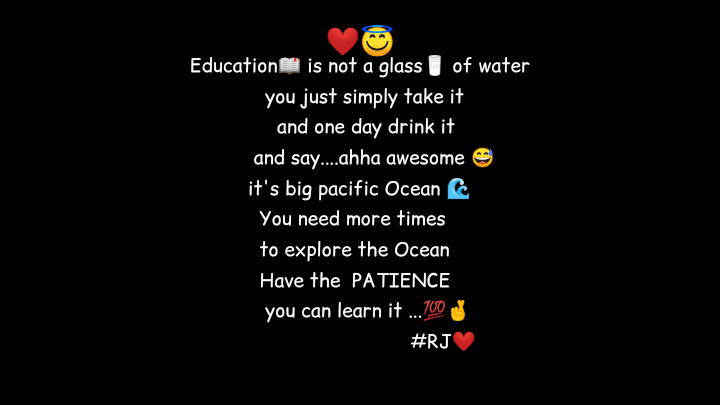 ❤️😇
Education📖 is not a glass🥛 of water
you just simply take it
and one day drink it
and say....ahha awesome 😅
it's big pacific Ocean 🌊
You need more times
to explore the Ocean
Have the  PATIENCE
you can learn it ...💯🤞
#RJ❤️